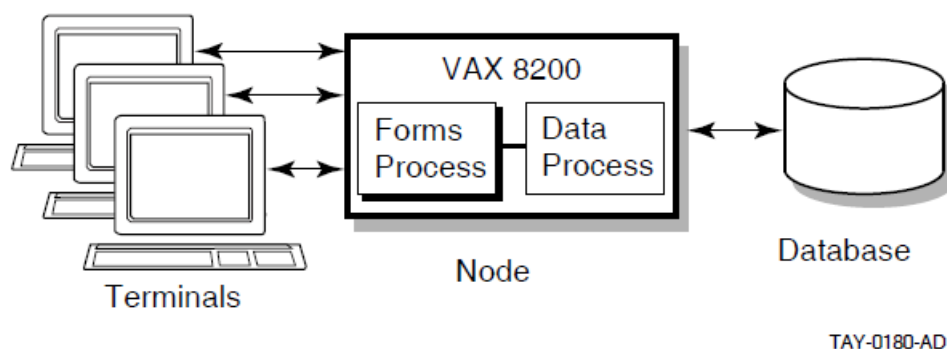 VAX 8200
Forms
Process
Data
Process
Terminals
Node
Database
TAY-0180-AD